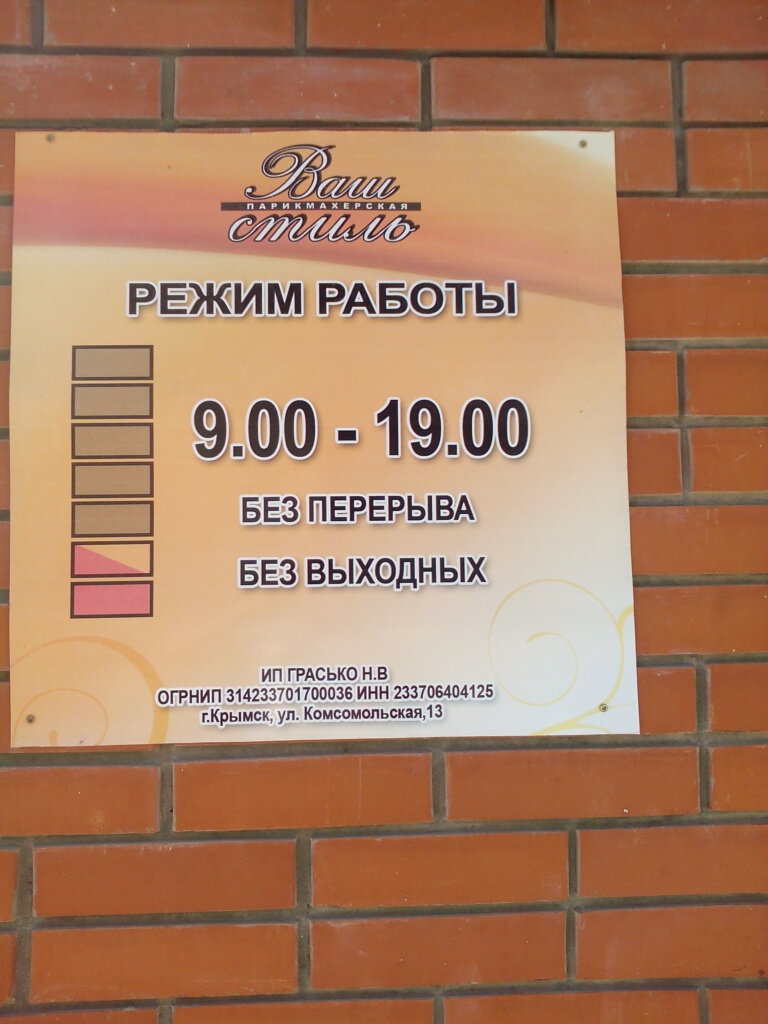 Ваш
ПАРИКМАХЕРСКАЯ
стиль
РЕЖИМ РАБОТЫ
9.00 - 19.00
БЕЗ ПЕРЕРЫВА
БЕЗ ВЫХОДНЫХ
ИП ГРАСЬКО Н.В
ОГРНИП 314233701700036 ИНН 233706404125
г.Крымск, ул. Комсомольская,13